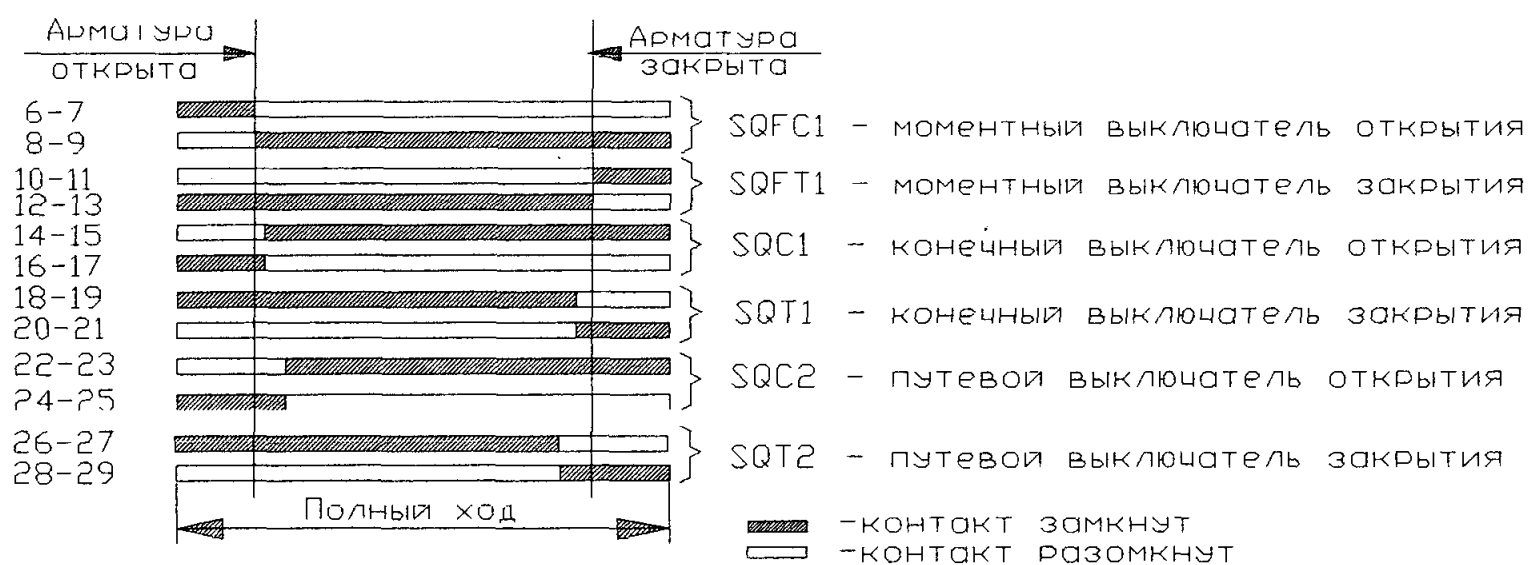 Арматура
открыта
Арматура
закрыта
6-7
8-9
SQFC1 - моментный выключатель открытия
10-11
12-13
SQFT1 - моментный выключатель закрытия
14-15
16-17
SQC1 - конечный выключатель открытия
18-19
20-21
SQT1 - конечный выключатель закрытия
22-23
24-25
SQC2 - путевой выключатель открытия
26-27
28-29
SQT2 - путевой выключатель закрытия
Полный ход
-контакт замкнут
-контакт разомкнут